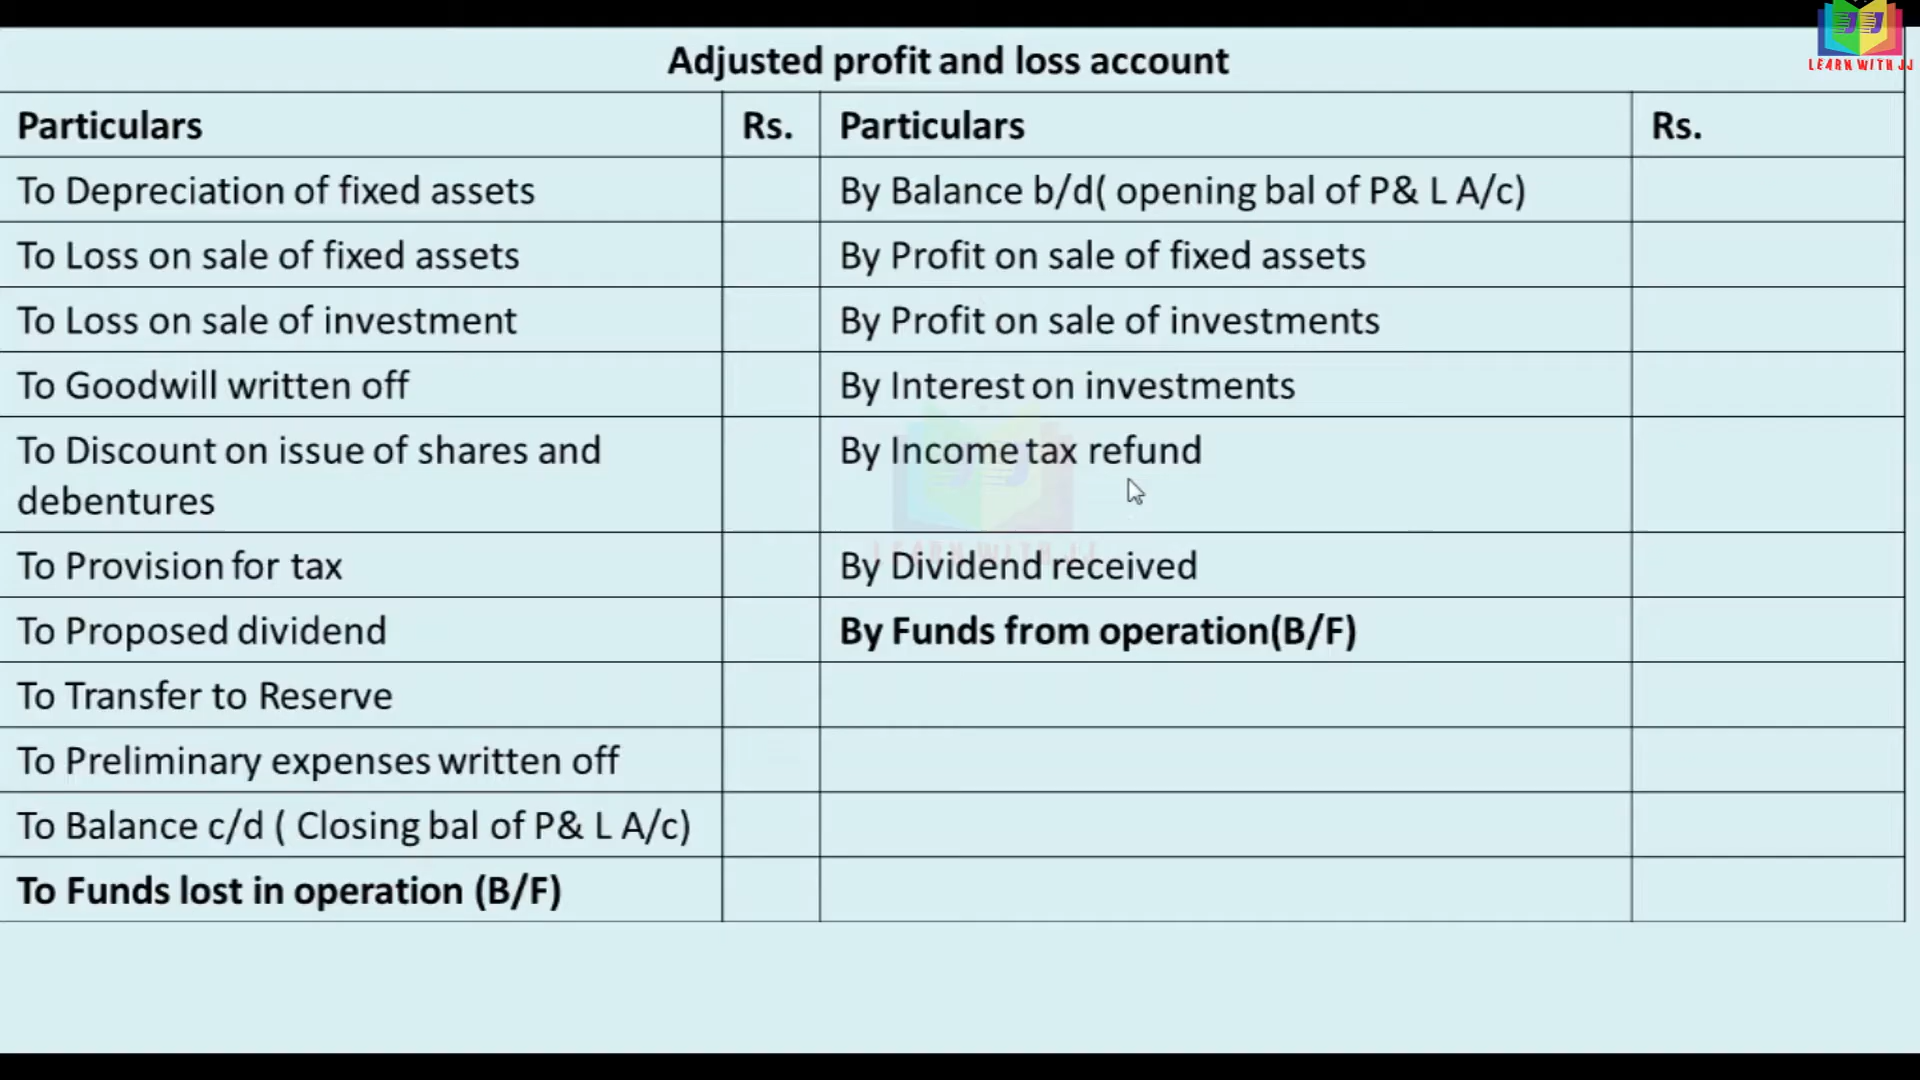 LEARN WITH JJ
Adjusted profit and loss account
Particulars Rs. Particulars Rs.
To Depreciation of fixed assets By Balance b/d( opening bal of P& L A/c)
To Loss on sale of fixed assets By Profit on sale of fixed assets
To Loss on sale of investment By Profit on sale of investments
To Goodwill written off By Interest on investments
To Discount on issue of shares and By Income tax refund
debentures
LEARN WITH JJ
To Provision for tax By Dividend received
To Proposed dividend By Funds from operation(B/F)
To Transfer to Reserve
To Preliminary expenses written off
To Balance c/d ( Closing bal of P& L A/c)
To Funds lost in operation (B/F)